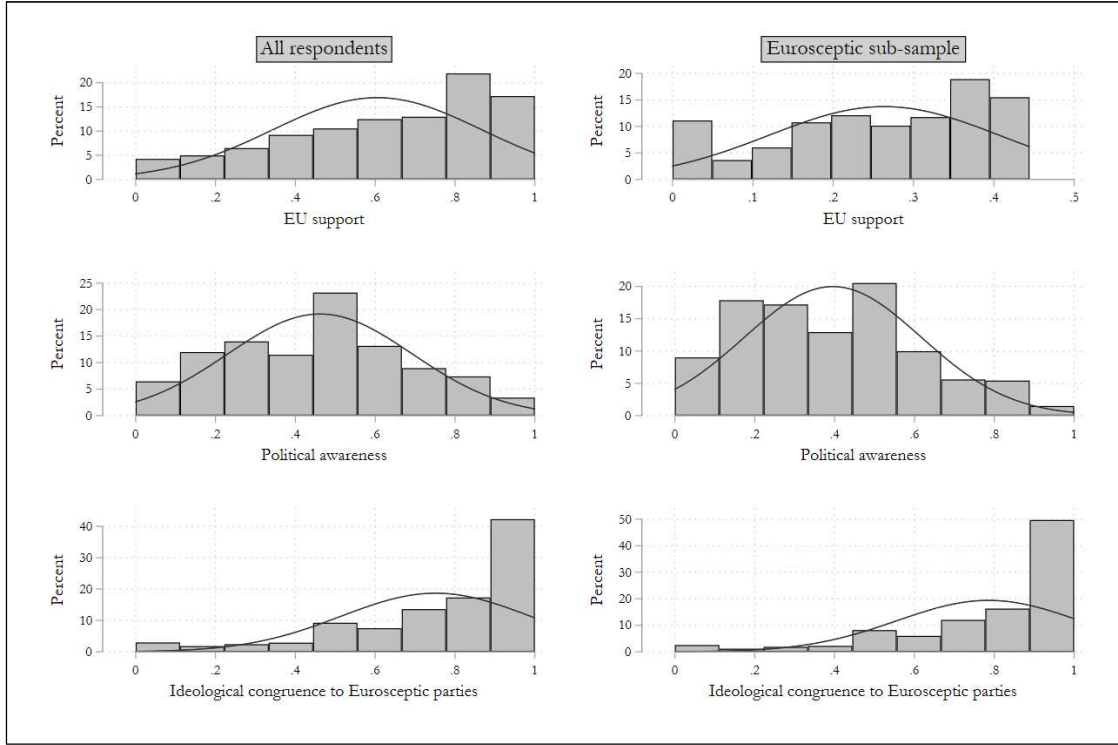 All respondents
Percent
20
15
10
5
0
0 .2 .4 .6 .8 1
EU support
Eurosceptic sub-sample
Percent
20
15
10
5
0
0 .1 .2 .3 .4 .5
EU support
Percent
25
20
15
10
5
0
0 .2 .4 .6 .8 1
Political awareness
Percent
20
15
10
5
0
0 .2 .4 .6 .8 1
Political awareness
Percent
40
30
20
10
0
0 .2 .4 .6 .8 1
Ideological congruence to Eurosceptic parties
Percent
50
40
30
20
10
0
0 .2 .4 .6 .8 1
Ideological congruence to Eurosceptic parties